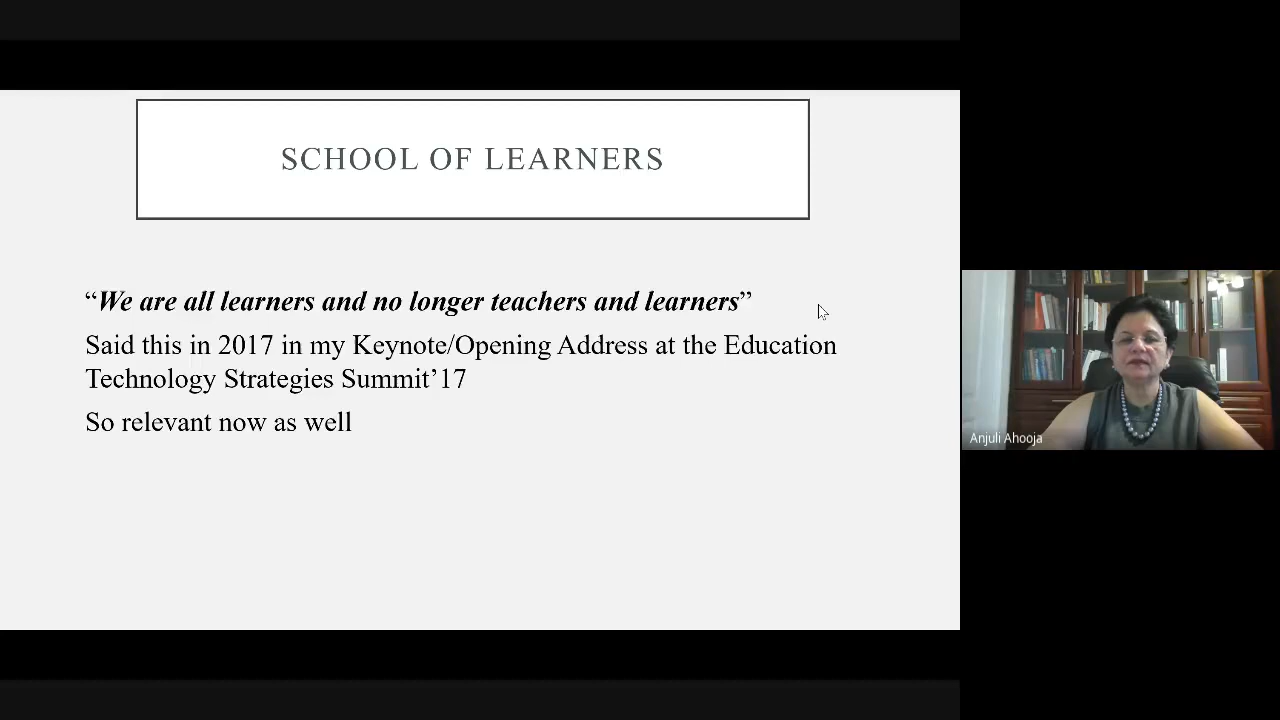 SCHOOL OF LEARNERS
“We are all learners and no longer teachers and learners”
Said this in 2017 in my Keynote/Opening Address at the Education
Technology Strategies Summit’17
So relevant now as well
Anjuli Ahooja